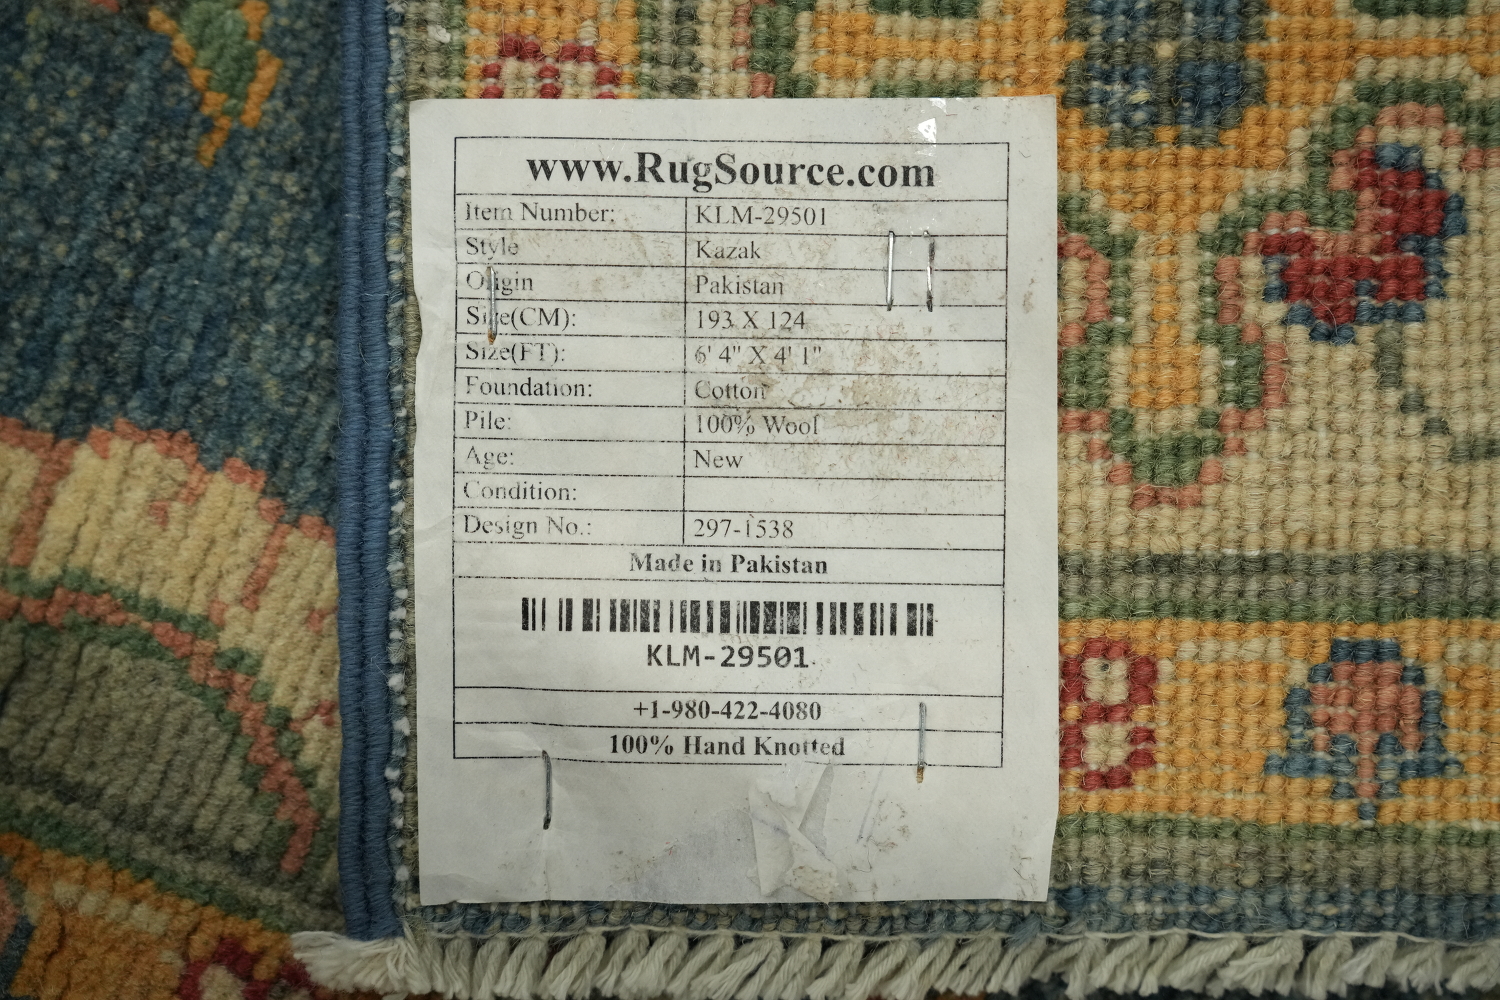 www.RugSource.com
Item Number: KLM-29501
Style Kazak
Origin Pakistan
Size(CM): 193 X 124
Size(FT): 6' 4" X 4' 1"
Foundation: Cotton
Pile: 100% Wool
Age: New
Condition:
Design No.: 297-1538
Made in Pakistan
KLM-29501
+1-980-422-4080
100% Hand Knotted